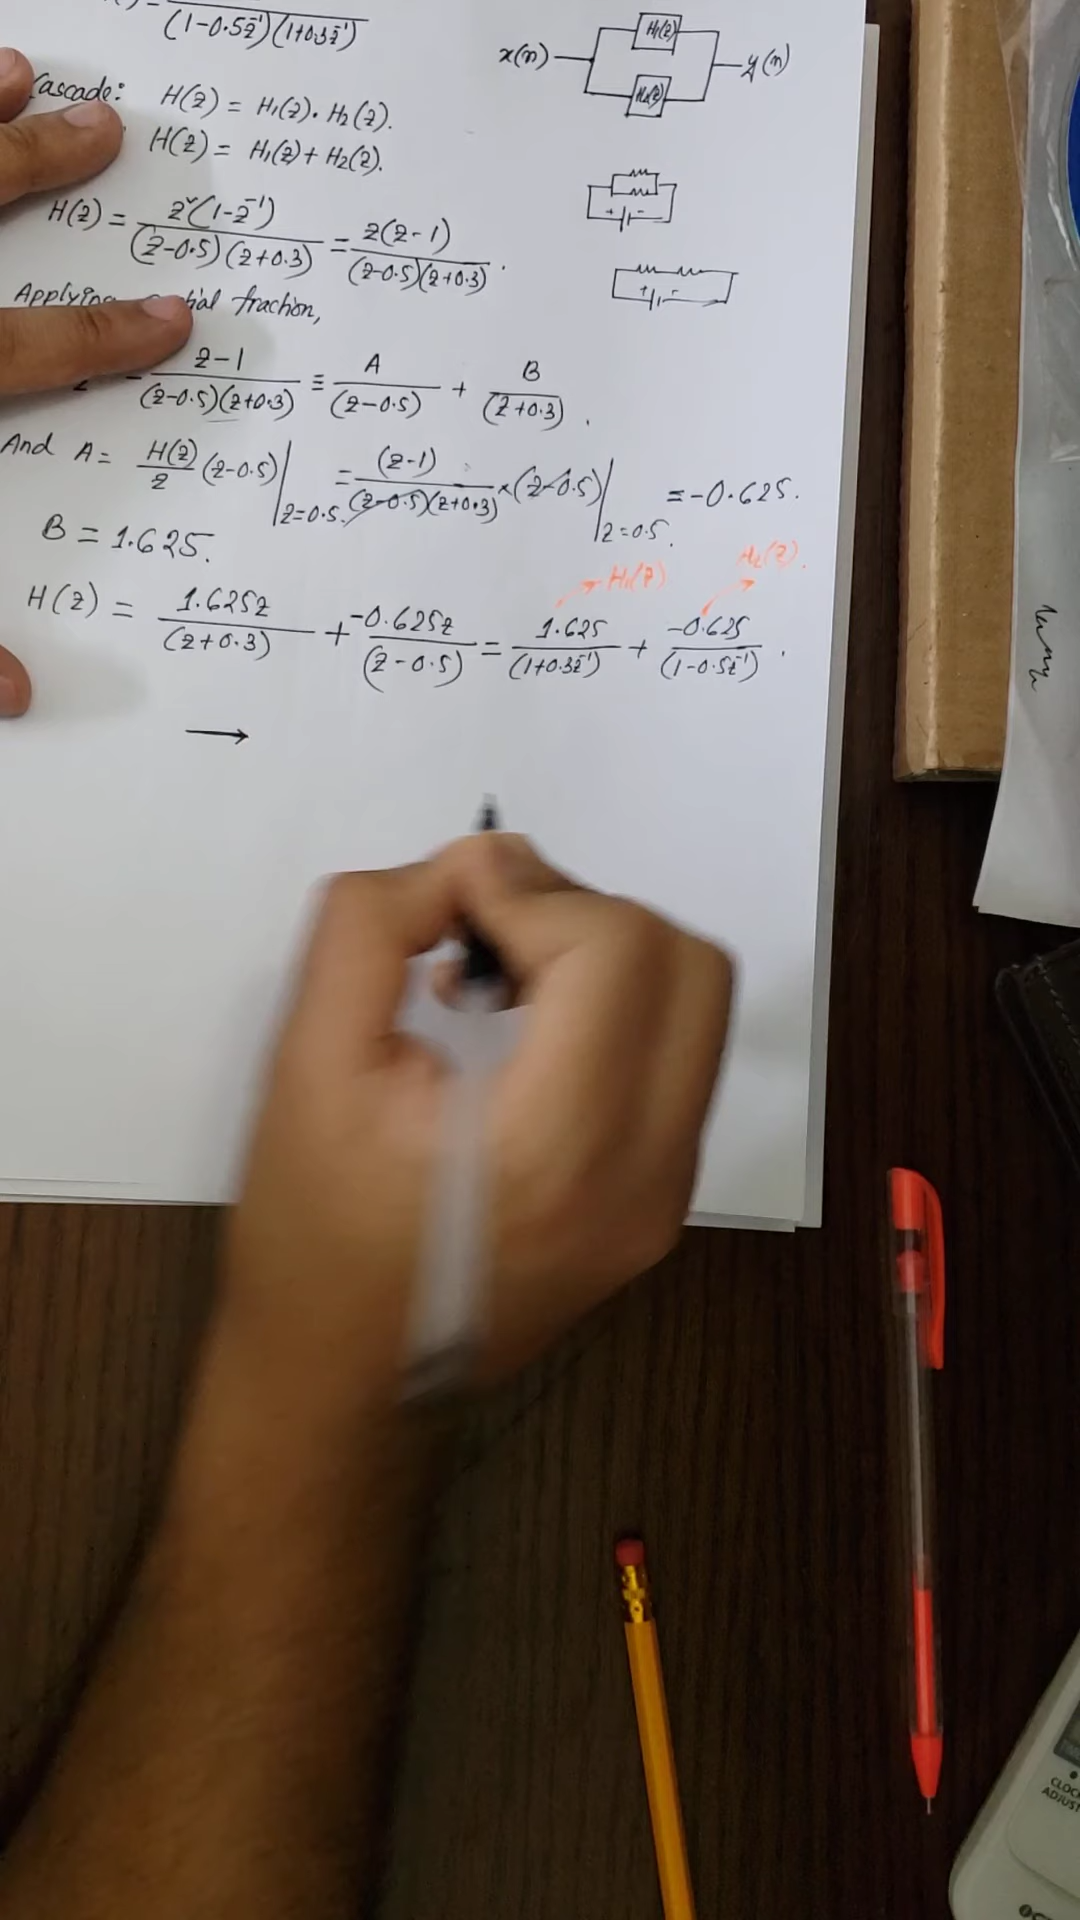 (1-0.5z⁻¹)(1+0.3z⁻¹)
Cascade: H(z) = H₁(z). H₂(z).
H(z) = H₁(z) + H₂(z).
x(n) H₁(z) y(n)
H₂(z)
H(z) = z²(1-z⁻¹) / (z-0.5)(z+0.3) = z(z-1) / (z-0.5)(z+0.3) .
+ -
+ -
Applying fraction,
z-1 / (z-0.5)(z+0.3) ≡ A / (z-0.5) + B / (z+0.3) .
And A = H(z)/z (z-0.5)|z=0.5. = (z-1) / (z-0.5)(z+0.3) × (z-0.5)|z=0.5. = -0.625.
B = 1.625.
H₁(z) H₂(z).
H(z) = 1.625z / (z+0.3) + -0.625z / (z-0.5) = 1.625 / (1+0.3z⁻¹) + -0.625 / (1-0.5z⁻¹) .
→
CLOCK
ADJUST